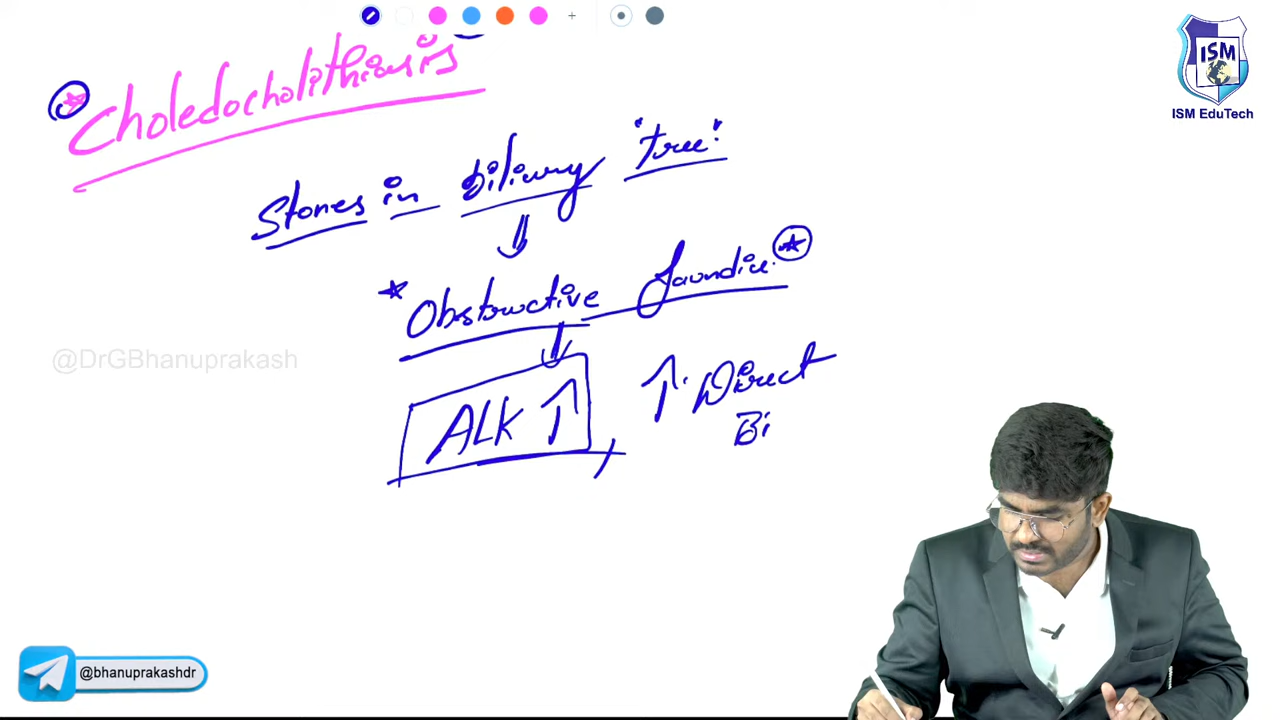 Choledocholithiasis
Stones in biliary "tree"
Obstructive Jaundice
ALK ↑, ↑ Direct
Bi
ISM
ISM EduTech
@DrGBhanuprakash
@bhanuprakashdr